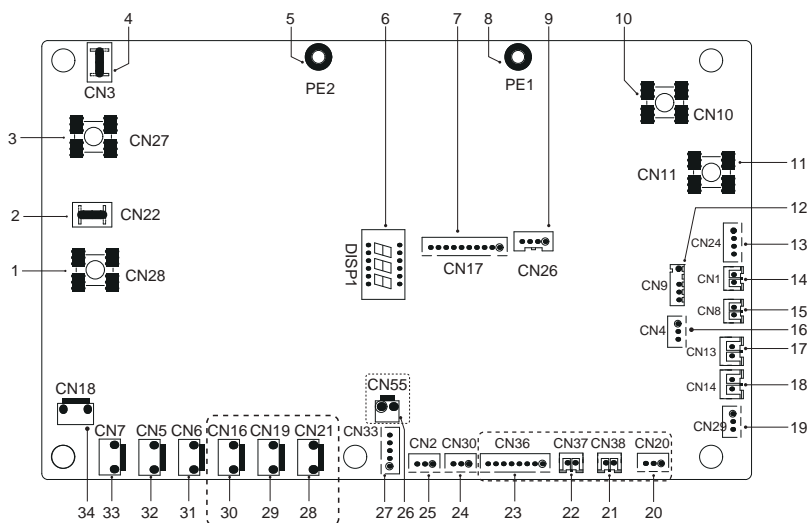 4 5 6 7 8 9 10
CN3 PE2 PE1 CN10
3 CN27 CN11 11
2 CN22 12
CN24 13
DISP1 CN17 CN26
1 CN28 CN9 CN1 14
CN8 15
CN4 16
CN13 17
CN14 18
CN18 CN55
CN29 19
CN7 CN5 CN6 CN16 CN19 CN21 CN33 CN2 CN30 CN36 CN37 CN38 CN20
34 33 32 31 30 29 28 27 26 25 24 23 22 21 20